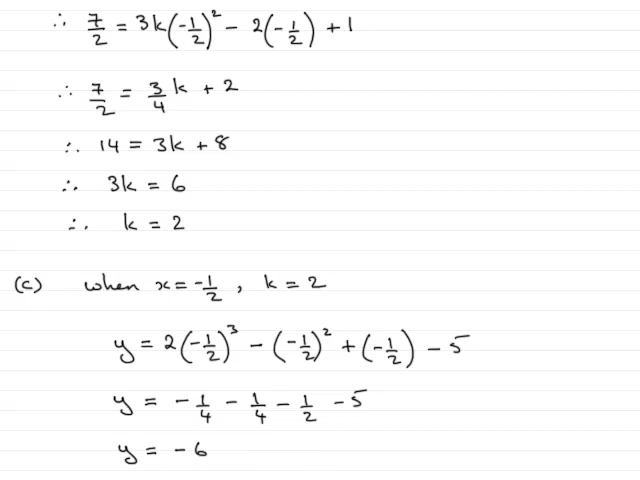 ∴ 7/2 = 3k(-1/2)² - 2(-1/2) + 1
∴ 7/2 = 3/4 k + 2
∴ 14 = 3k + 8
∴ 3k = 6
∴ k = 2
(c) when x = -1/2 , k = 2
y = 2(-1/2)³ - (-1/2)² + (-1/2) - 5
y = -1/4 - 1/4 - 1/2 - 5
y = -6